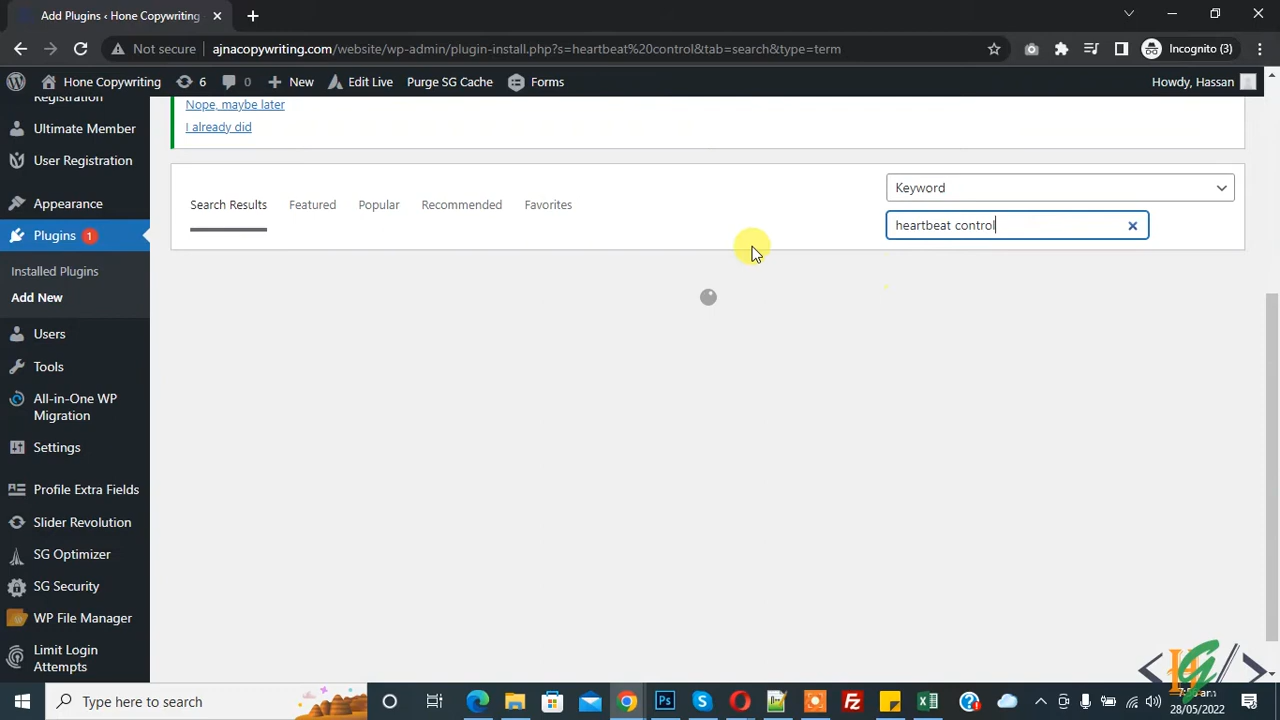 Add Plugins ‹ Hone Copywriting
Not secure
ajnacopywriting.com/website/wp-admin/plugin-install.php?s=heartbeat%20control&tab=search&type=term
Incognito (3)
Hone Copywriting
6
0
New
Edit Live
Purge SG Cache
Forms
Howdy, Hassan
Registration
Ultimate Member
User Registration
Appearance
Plugins 1
Installed Plugins
Add New
Users
Tools
All-in-One WP
Migration
Settings
Profile Extra Fields
Slider Revolution
SG Optimizer
SG Security
WP File Manager
Limit Login
Attempts
Nope, maybe later
I already did
Search Results
Featured
Popular
Recommended
Favorites
Keyword
heartbeat control
Type here to search
28/05/2022